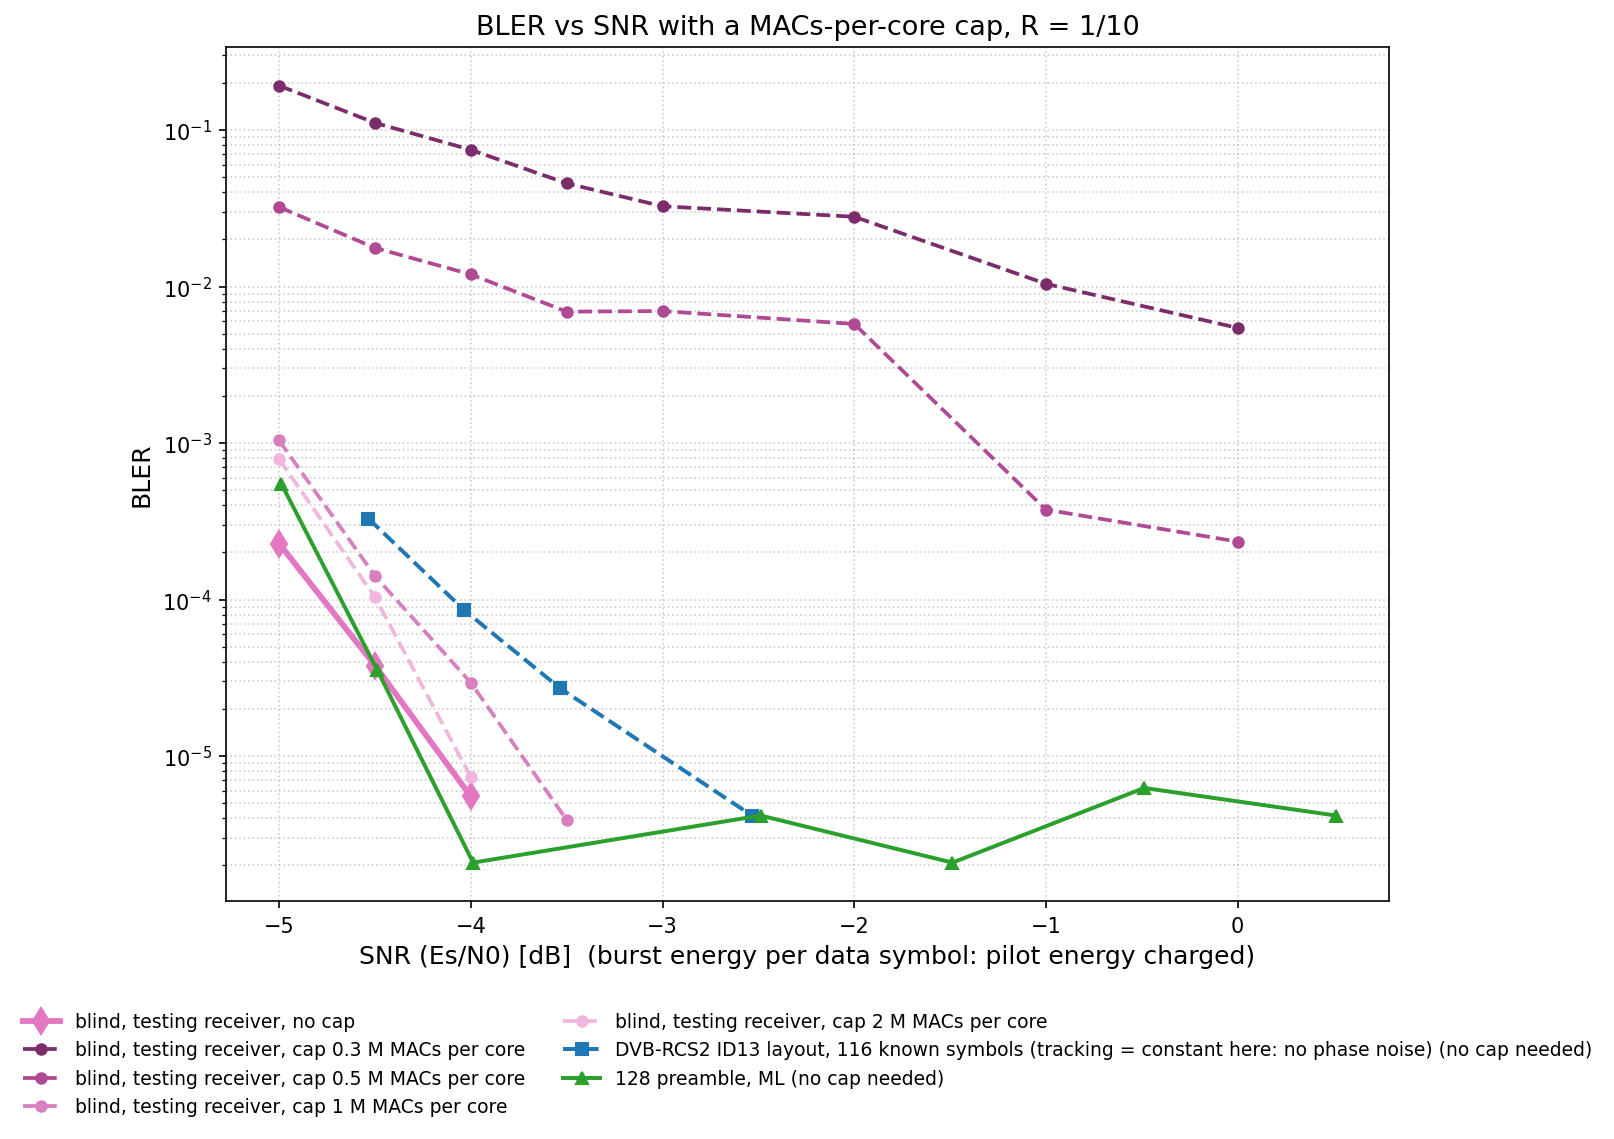 BLER vs SNR with a MACs-per-core cap, R = 1/10
BLER
10⁻¹
10⁻²
10⁻³
10⁻⁴
10⁻⁵
−5 −4 −3 −2 −1 0
SNR (Es/N0) [dB]  (burst energy per data symbol: pilot energy charged)
blind, testing receiver, no cap
blind, testing receiver, cap 0.3 M MACs per core
blind, testing receiver, cap 0.5 M MACs per core
blind, testing receiver, cap 1 M MACs per core
blind, testing receiver, cap 2 M MACs per core
DVB-RCS2 ID13 layout, 116 known symbols (tracking = constant here: no phase noise) (no cap needed)
128 preamble, ML (no cap needed)